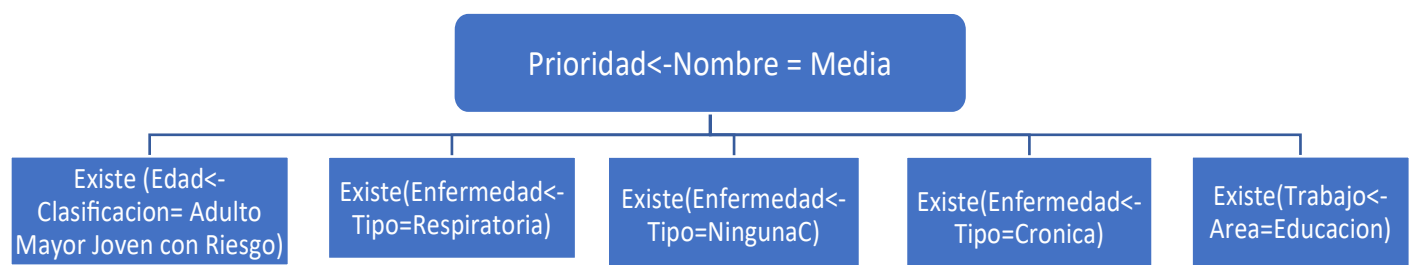 Prioridad<-Nombre = Media
Existe (Edad<-
Clasificacion= Adulto
Mayor Joven con Riesgo)
Existe(Enfermedad<-
Tipo=Respiratoria)
Existe(Enfermedad<-
Tipo=NingunaC)
Existe(Enfermedad<-
Tipo=Cronica)
Existe(Trabajo<-
Area=Educacion)